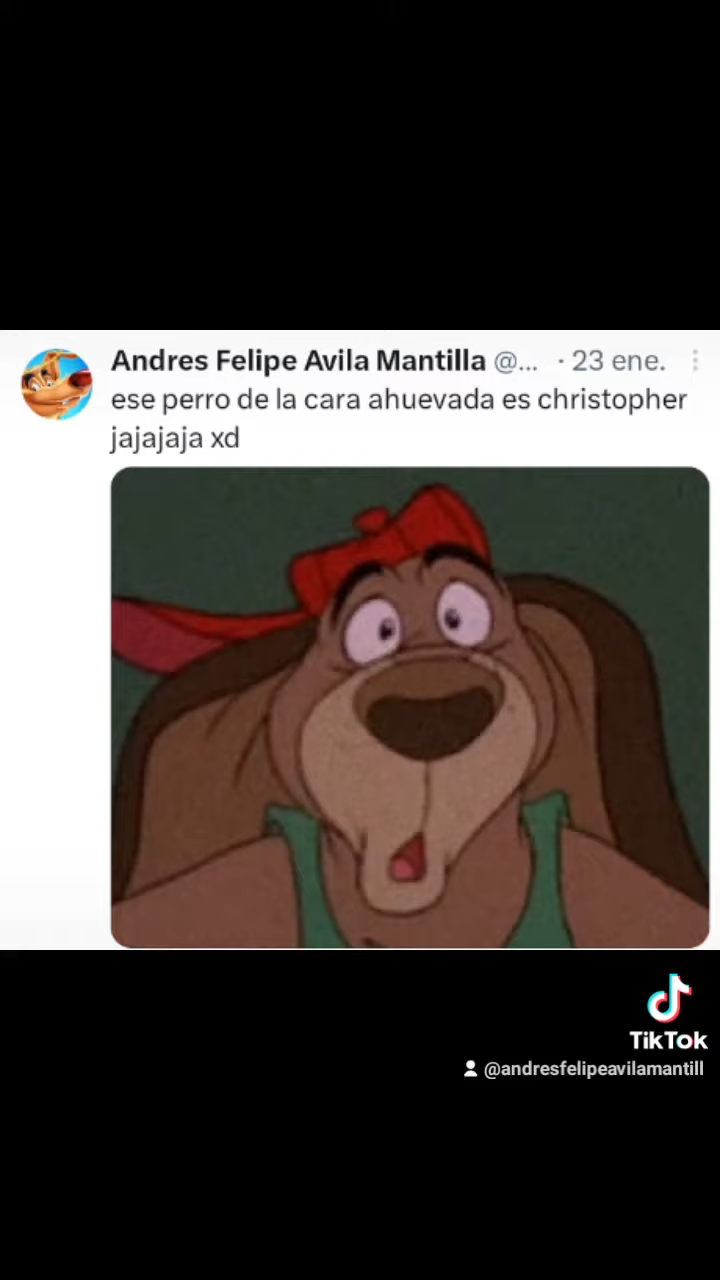 Andres Felipe Avila Mantilla @... · 23 ene.
ese perro de la cara ahuevada es christopher
jajajaja xd
TikTok
@andresfelipeavilamantill